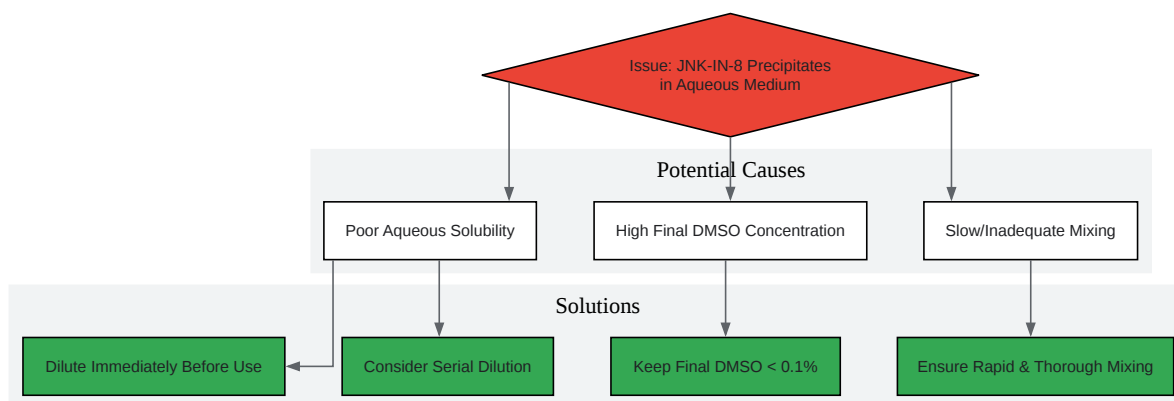 Issue: JNK-IN-8 Precipitates
in Aqueous Medium
Potential Causes
Poor Aqueous Solubility
High Final DMSO Concentration
Slow/Inadequate Mixing
Solutions
Dilute Immediately Before Use
Consider Serial Dilution
Keep Final DMSO < 0.1%
Ensure Rapid & Thorough Mixing